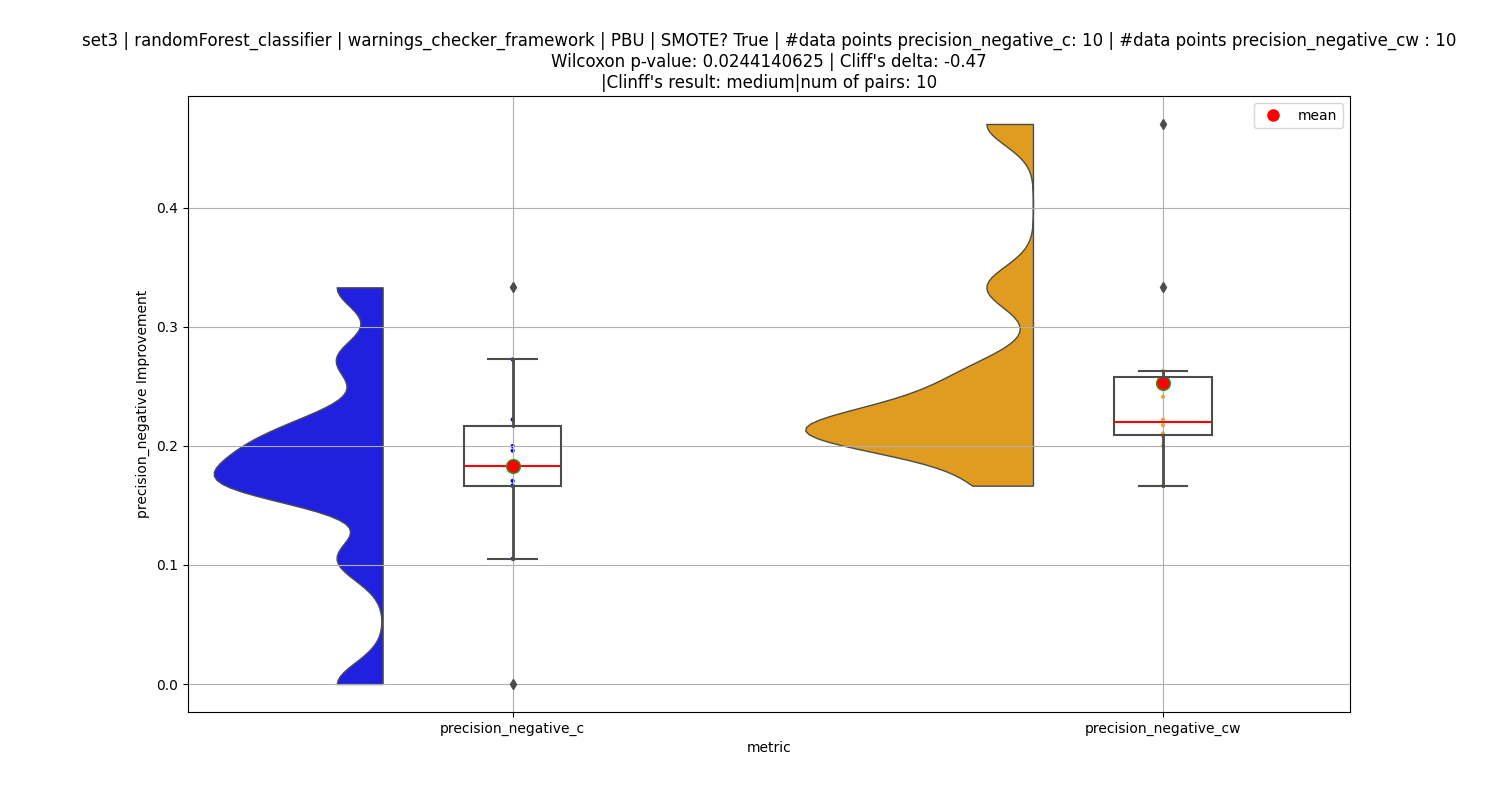 set3 | randomForest_classifier | warnings_checker_framework | PBU | SMOTE? True | #data points precision_negative_c: 10 | #data points precision_negative_cw : 10
Wilcoxon p-value: 0.0244140625 | Cliff's delta: -0.47
|Clinff's result: medium|num of pairs: 10
mean
precision_negative Improvement
0.4
0.3
0.2
0.1
0.0
precision_negative_c
precision_negative_cw
metric